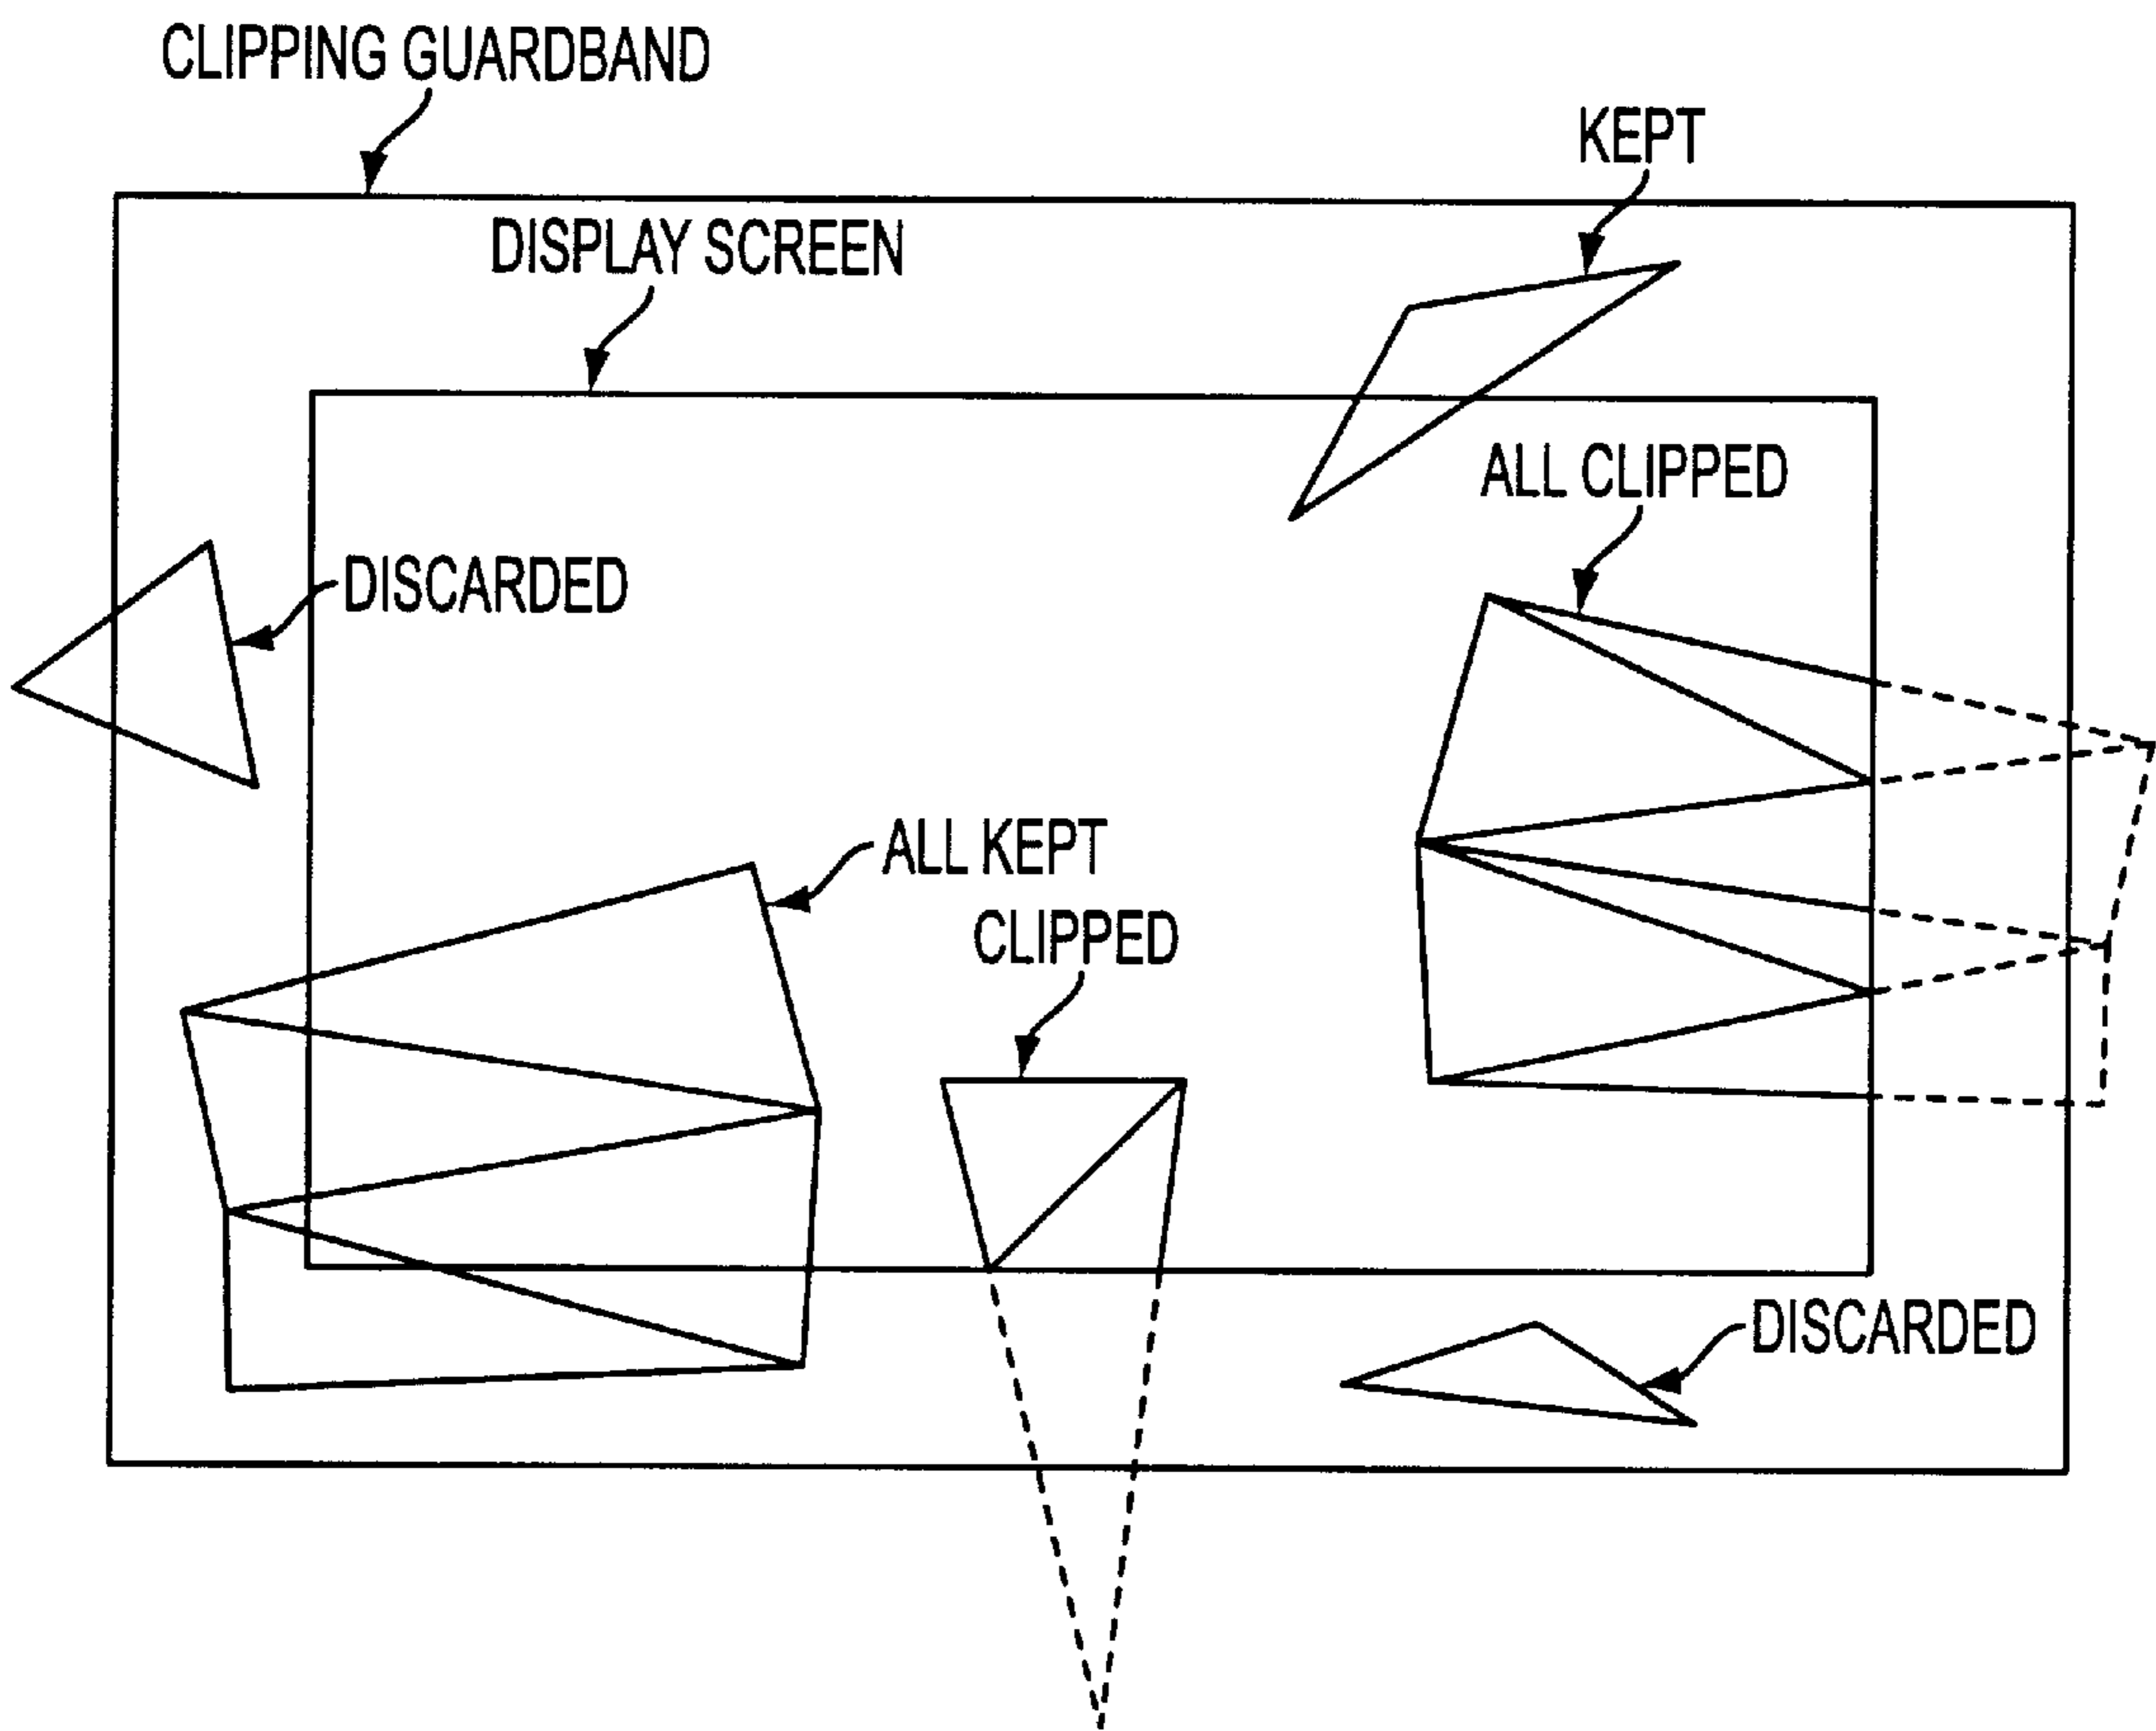 CLIPPING GUARDBAND
KEPT
DISPLAY SCREEN
ALL CLIPPED
DISCARDED
ALL KEPT
CLIPPED
DISCARDED